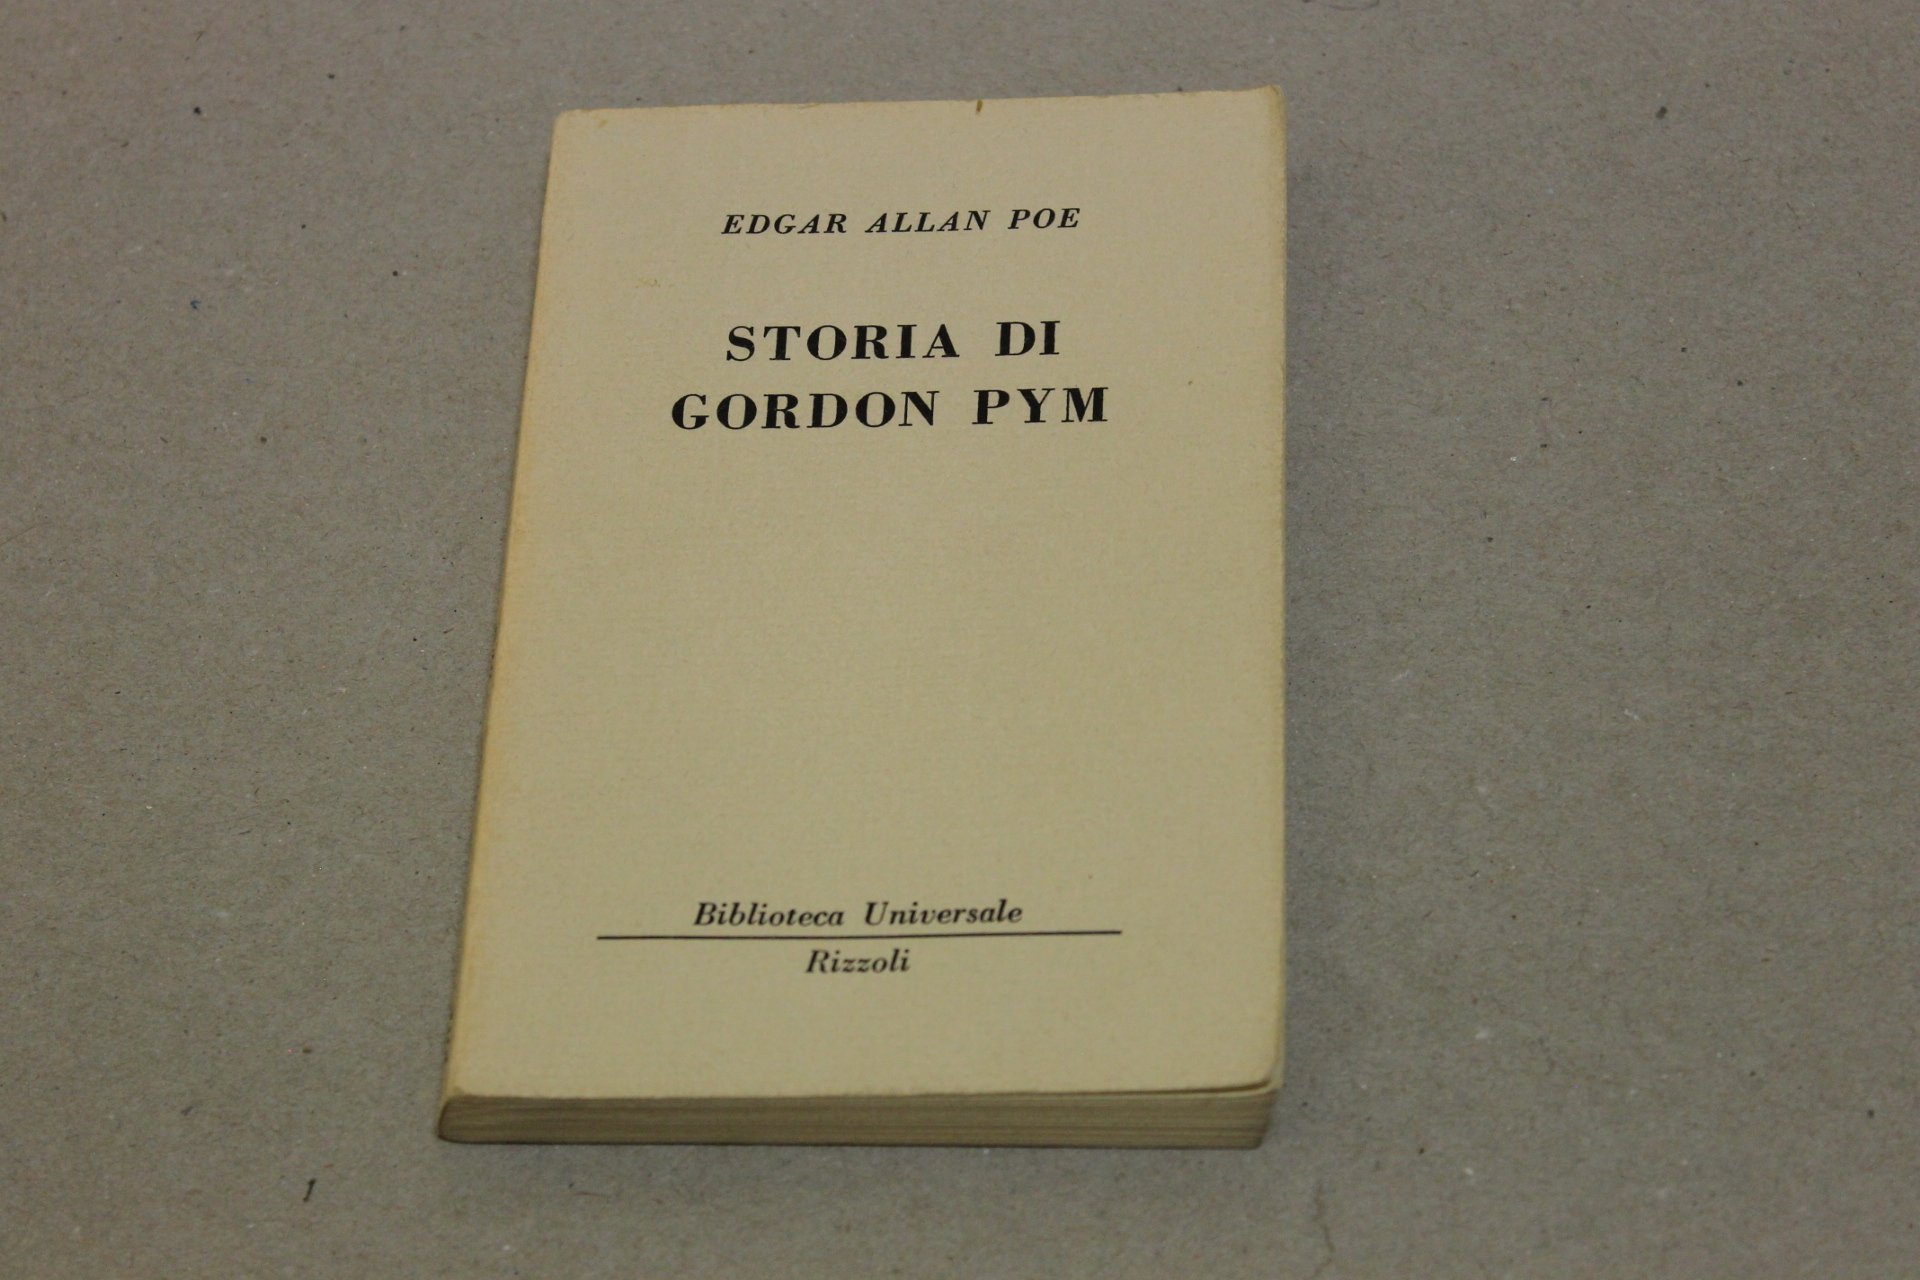 EDGAR ALLAN POE
STORIA DI
GORDON PYM
Biblioteca Universale
Rizzoli